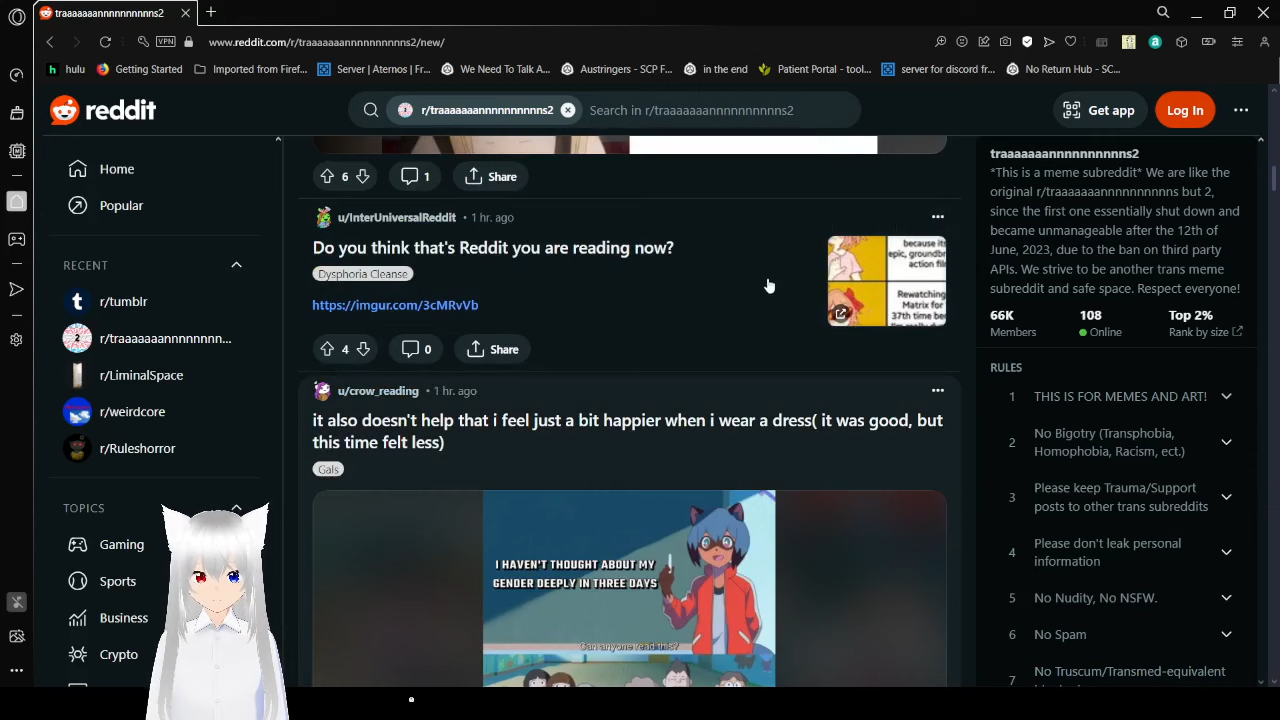 traaaaaaannnnnnnnnns2
VPN
www.reddit.com/r/traaaaaaannnnnnnnnns2/new/
hulu
Getting Started
Imported from Firef...
Server | Aternos | Fr...
We Need To Talk A...
Austringers - SCP F...
in the end
Patient Portal - tool...
server for discord fr...
No Return Hub - SC...
reddit
r/traaaaaaannnnnnnnnns2
Search in r/traaaaaaannnnnnnnnns2
Get app
Log In
Home
Popular
RECENT
r/tumblr
r/traaaaaaannnnnnn...
r/LiminalSpace
r/weirdcore
r/Ruleshorror
TOPICS
Gaming
Sports
Business
Crypto
6
1
Share
u/InterUniversalReddit • 1 hr. ago
Do you think that's Reddit you are reading now?
Dysphoria Cleanse
https://imgur.com/3cMRvVb
because its
epic, groundbr
action film
Rewatching
Matrix for
37th time bec
4
0
Share
u/crow_reading • 1 hr. ago
it also doesn't help that i feel just a bit happier when i wear a dress( it was good, but
this time felt less)
Gals
I HAVEN'T THOUGHT ABOUT MY
GENDER DEEPLY IN THREE DAYS
Can anyone read this?
traaaaaaannnnnnnnnns2
*This is a meme subreddit* We are like the
original r/traaaaaaannnnnnnnnns but 2,
since the first one essentially shut down and
became unmanageable after the 12th of
June, 2023, due to the ban on third party
APIs. We strive to be another trans meme
subreddit and safe space. Respect everyone!
66K
Members
108
Online
Top 2%
Rank by size
RULES
1 THIS IS FOR MEMES AND ART!
2 No Bigotry (Transphobia,
Homophobia, Racism, ect.)
3 Please keep Trauma/Support
posts to other trans subreddits
4 Please don't leak personal
information
5 No Nudity, No NSFW.
6 No Spam
7 No Truscum/Transmed-equivalent